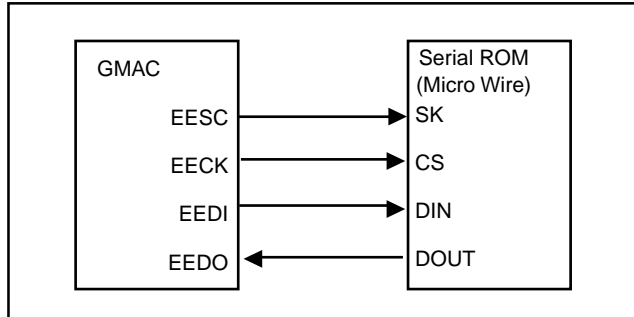 GMAC
Serial ROM
(Micro Wire)
EESC
SK
EECK
CS
EEDI
DIN
EEDO
DOUT